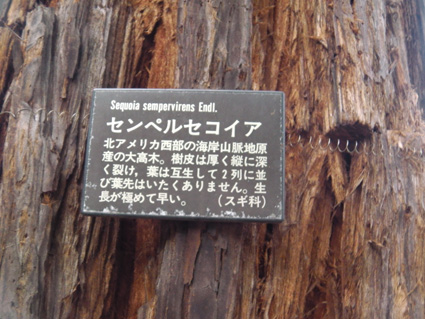 Sequoia sempervirens Endl.
センペルセコイア
北アメリカ西部の海岸山脈地原
産の大高木。樹皮は厚く縦に深
く裂け，葉は互生して2列に並
び葉先はいたくありません。生
長が極めて早い。　（スギ科）